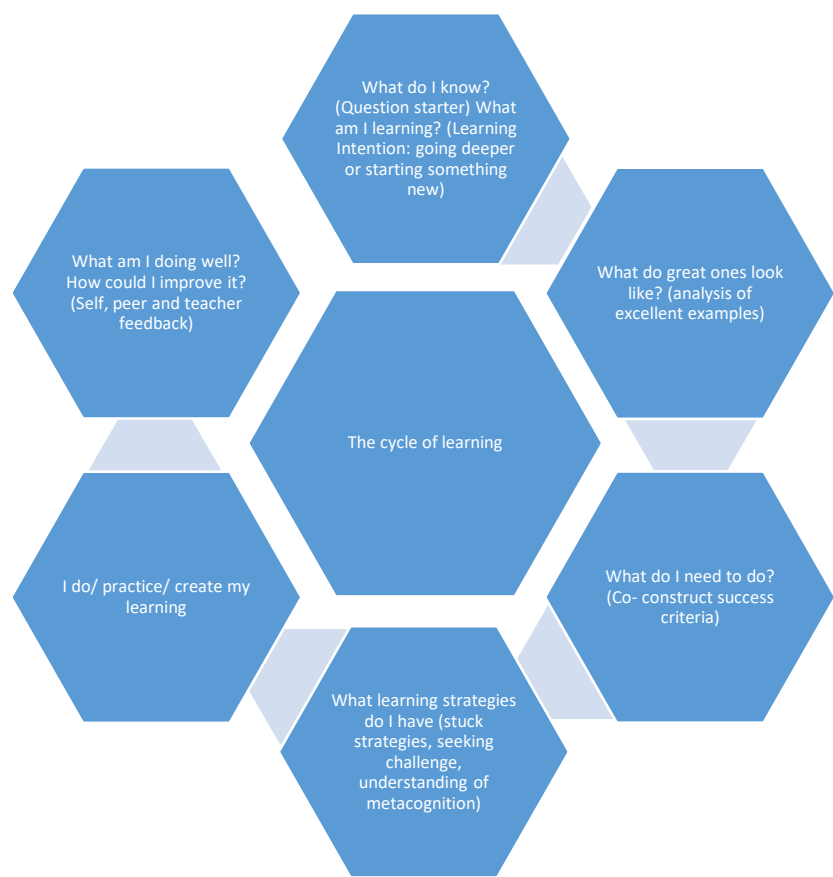 What do I know?
(Question starter) What
am I learning? (Learning
Intention: going deeper
or starting something
new)
What do great ones look
like? (analysis of
excellent examples)
What do I need to do?
(Co- construct success
criteria)
What learning strategies
do I have (stuck
strategies, seeking
challenge,
understanding of
metacognition)
I do/ practice/ create my
learning
What am I doing well?
How could I improve it?
(Self, peer and teacher
feedback)
The cycle of learning